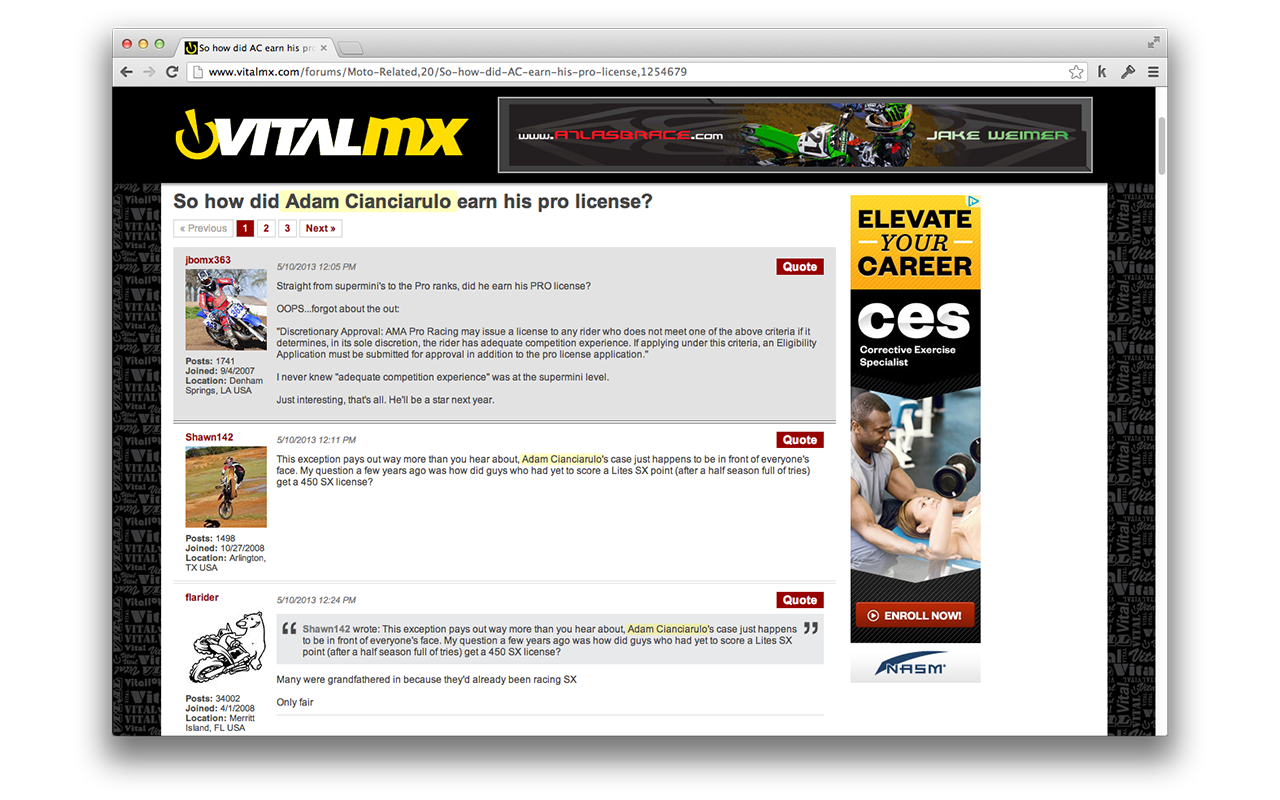 So how did AC earn his pr
www.vitalmx.com/forums/Moto-Related,20/So-how-did-AC-earn-his-pro-license,1254679
VITALMX
www.ATLASBRACE.com
21
JAKE WEIMER
So how did Adam Cianciarulo earn his pro license?
« Previous 1 2 3 Next »
jbomx363
5/10/2013 12:05 PM
Quote
Straight from supermini's to the Pro ranks, did he earn his PRO license?
OOPS...forgot about the out:
"Discretionary Approval: AMA Pro Racing may issue a license to any rider who does not meet one of the above criteria if it
determines, in its sole discretion, the rider has adequate competition experience. If applying under this criteria, an Eligibility
Application must be submitted for approval in addition to the pro license application."
I never knew "adequate competition experience" was at the supermini level.
Just interesting, that's all. He'll be a star next year.
Posts: 1741
Joined: 9/4/2007
Location: Denham
Springs, LA USA
Shawn142
5/10/2013 12:11 PM
Quote
This exception pays out way more than you hear about, Adam Cianciarulo's case just happens to be in front of everyone's
face. My question a few years ago was how did guys who had yet to score a Lites SX point (after a half season full of tries)
get a 450 SX license?
Posts: 1498
Joined: 10/27/2008
Location: Arlington,
TX USA
flarider
5/10/2013 12:24 PM
Quote
Shawn142 wrote: This exception pays out way more than you hear about, Adam Cianciarulo's case just happens
to be in front of everyone's face. My question a few years ago was how did guys who had yet to score a Lites SX
point (after a half season full of tries) get a 450 SX license?
Many were grandfathered in because they'd already been racing SX
Only fair
Posts: 34002
Joined: 4/1/2008
Location: Merritt
Island, FL USA
ELEVATE
YOUR
CAREER
ces
Corrective Exercise
Specialist
ENROLL NOW!
NASM